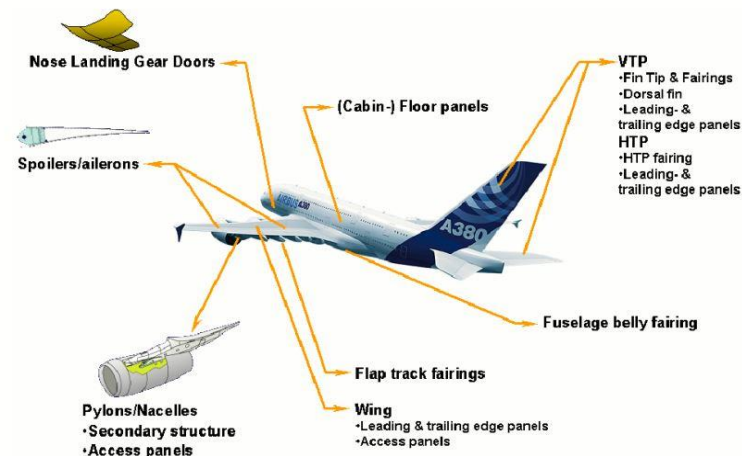 Nose Landing Gear Doors
(Cabin-) Floor panels
VTP
•Fin Tip & Fairings
•Dorsal fin
•Leading- &
trailing edge panels
HTP
•HTP fairing
•Leading- &
trailing edge panels
Spoilers/ailerons
AIRBUS A380
A380
Fuselage belly fairing
Flap track fairings
Wing
•Leading & trailing edge panels
•Access panels
Pylons/Nacelles
•Secondary structure
•Access panels